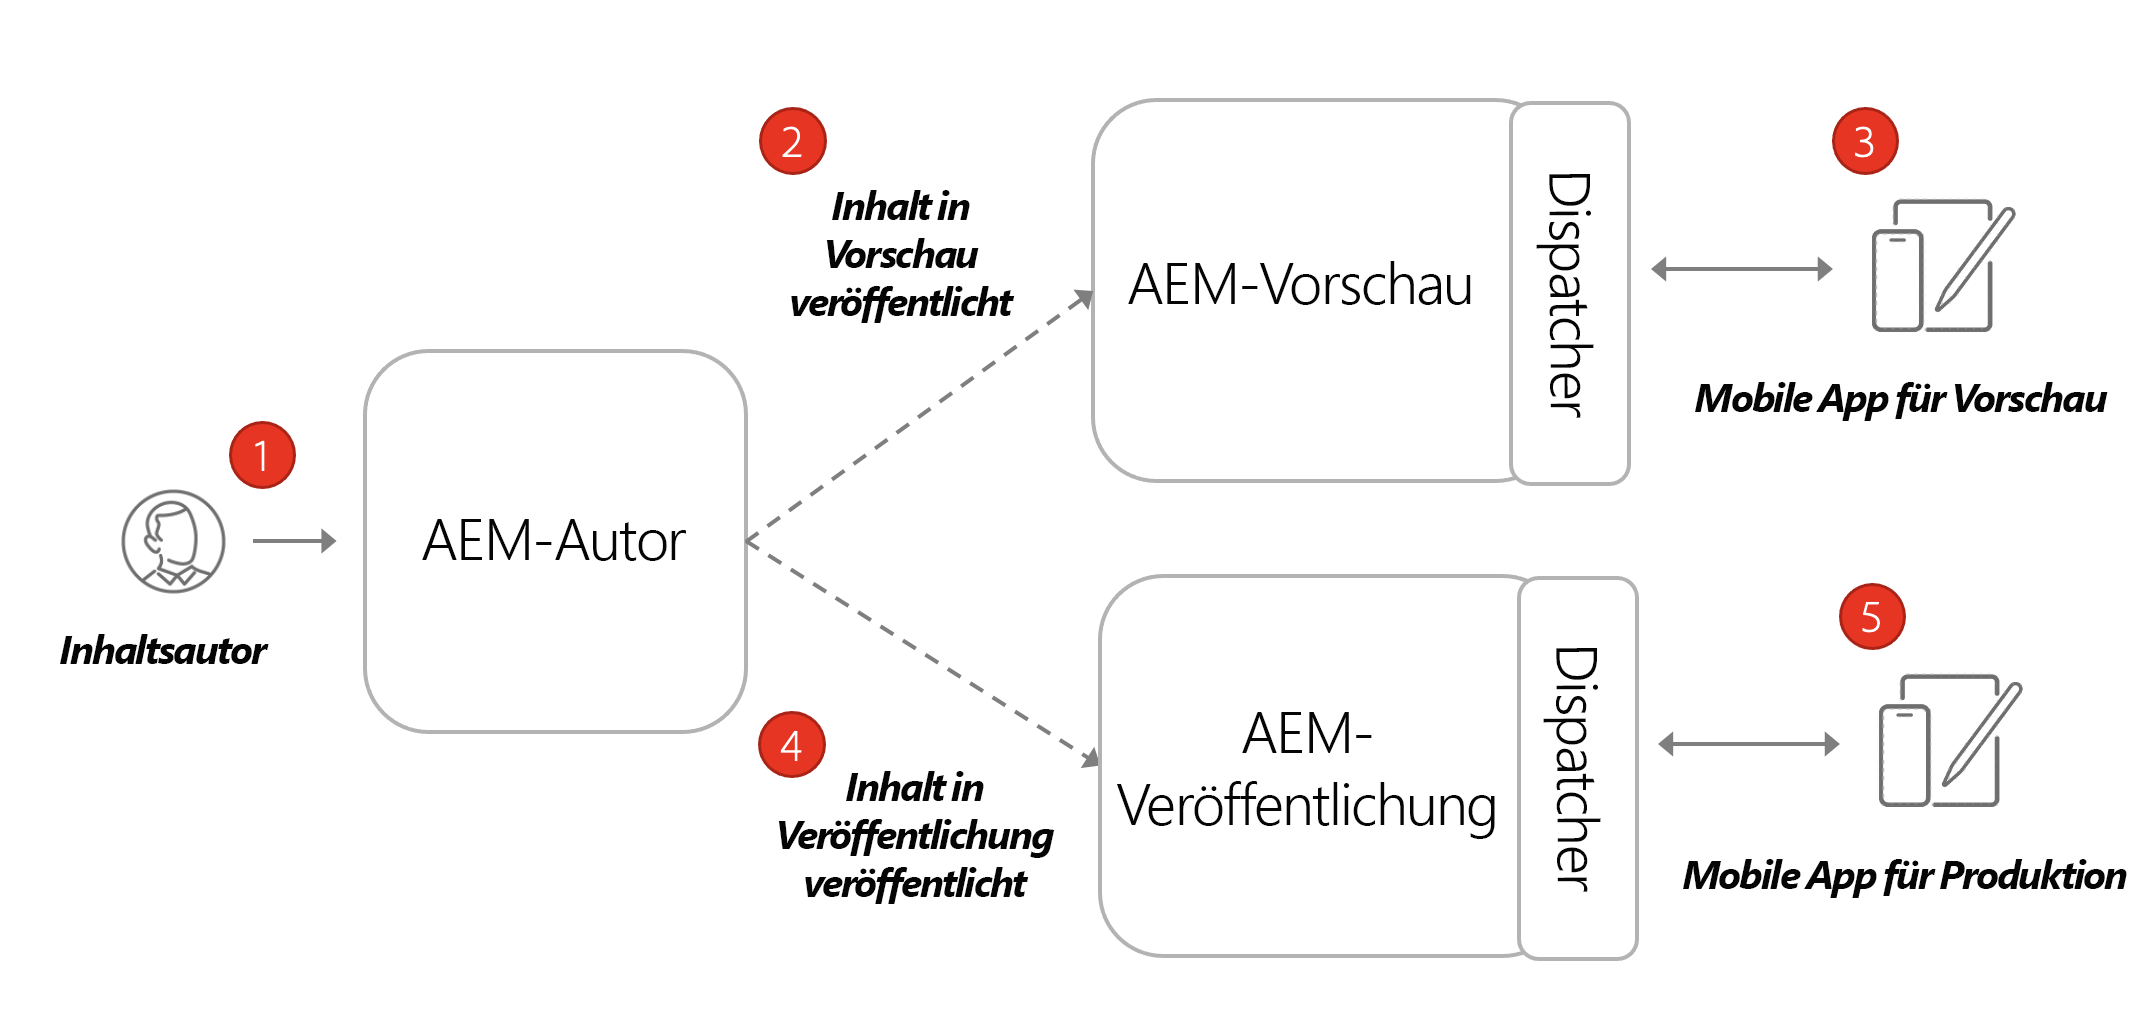 1
Inhaltsautor
AEM-Autor
2
Inhalt in
Vorschau
veröffentlicht
AEM-Vorschau
Dispatcher
3
Mobile App für Vorschau
4
Inhalt in
Veröffentlichung
veröffentlicht
AEM-
Veröffentlichung
Dispatcher
5
Mobile App für Produktion